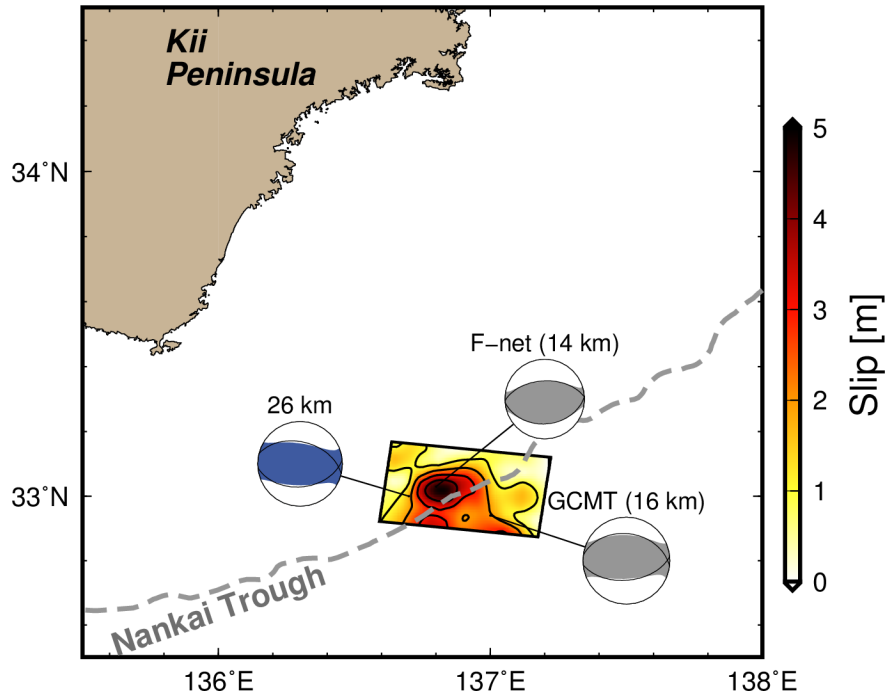 Kii
Peninsula
34˚N
33˚N
F−net (14 km)
26 km
GCMT (16 km)
Nankai Trough
136˚E
137˚E
138˚E
5
4
3
2
1
0
Slip [m]